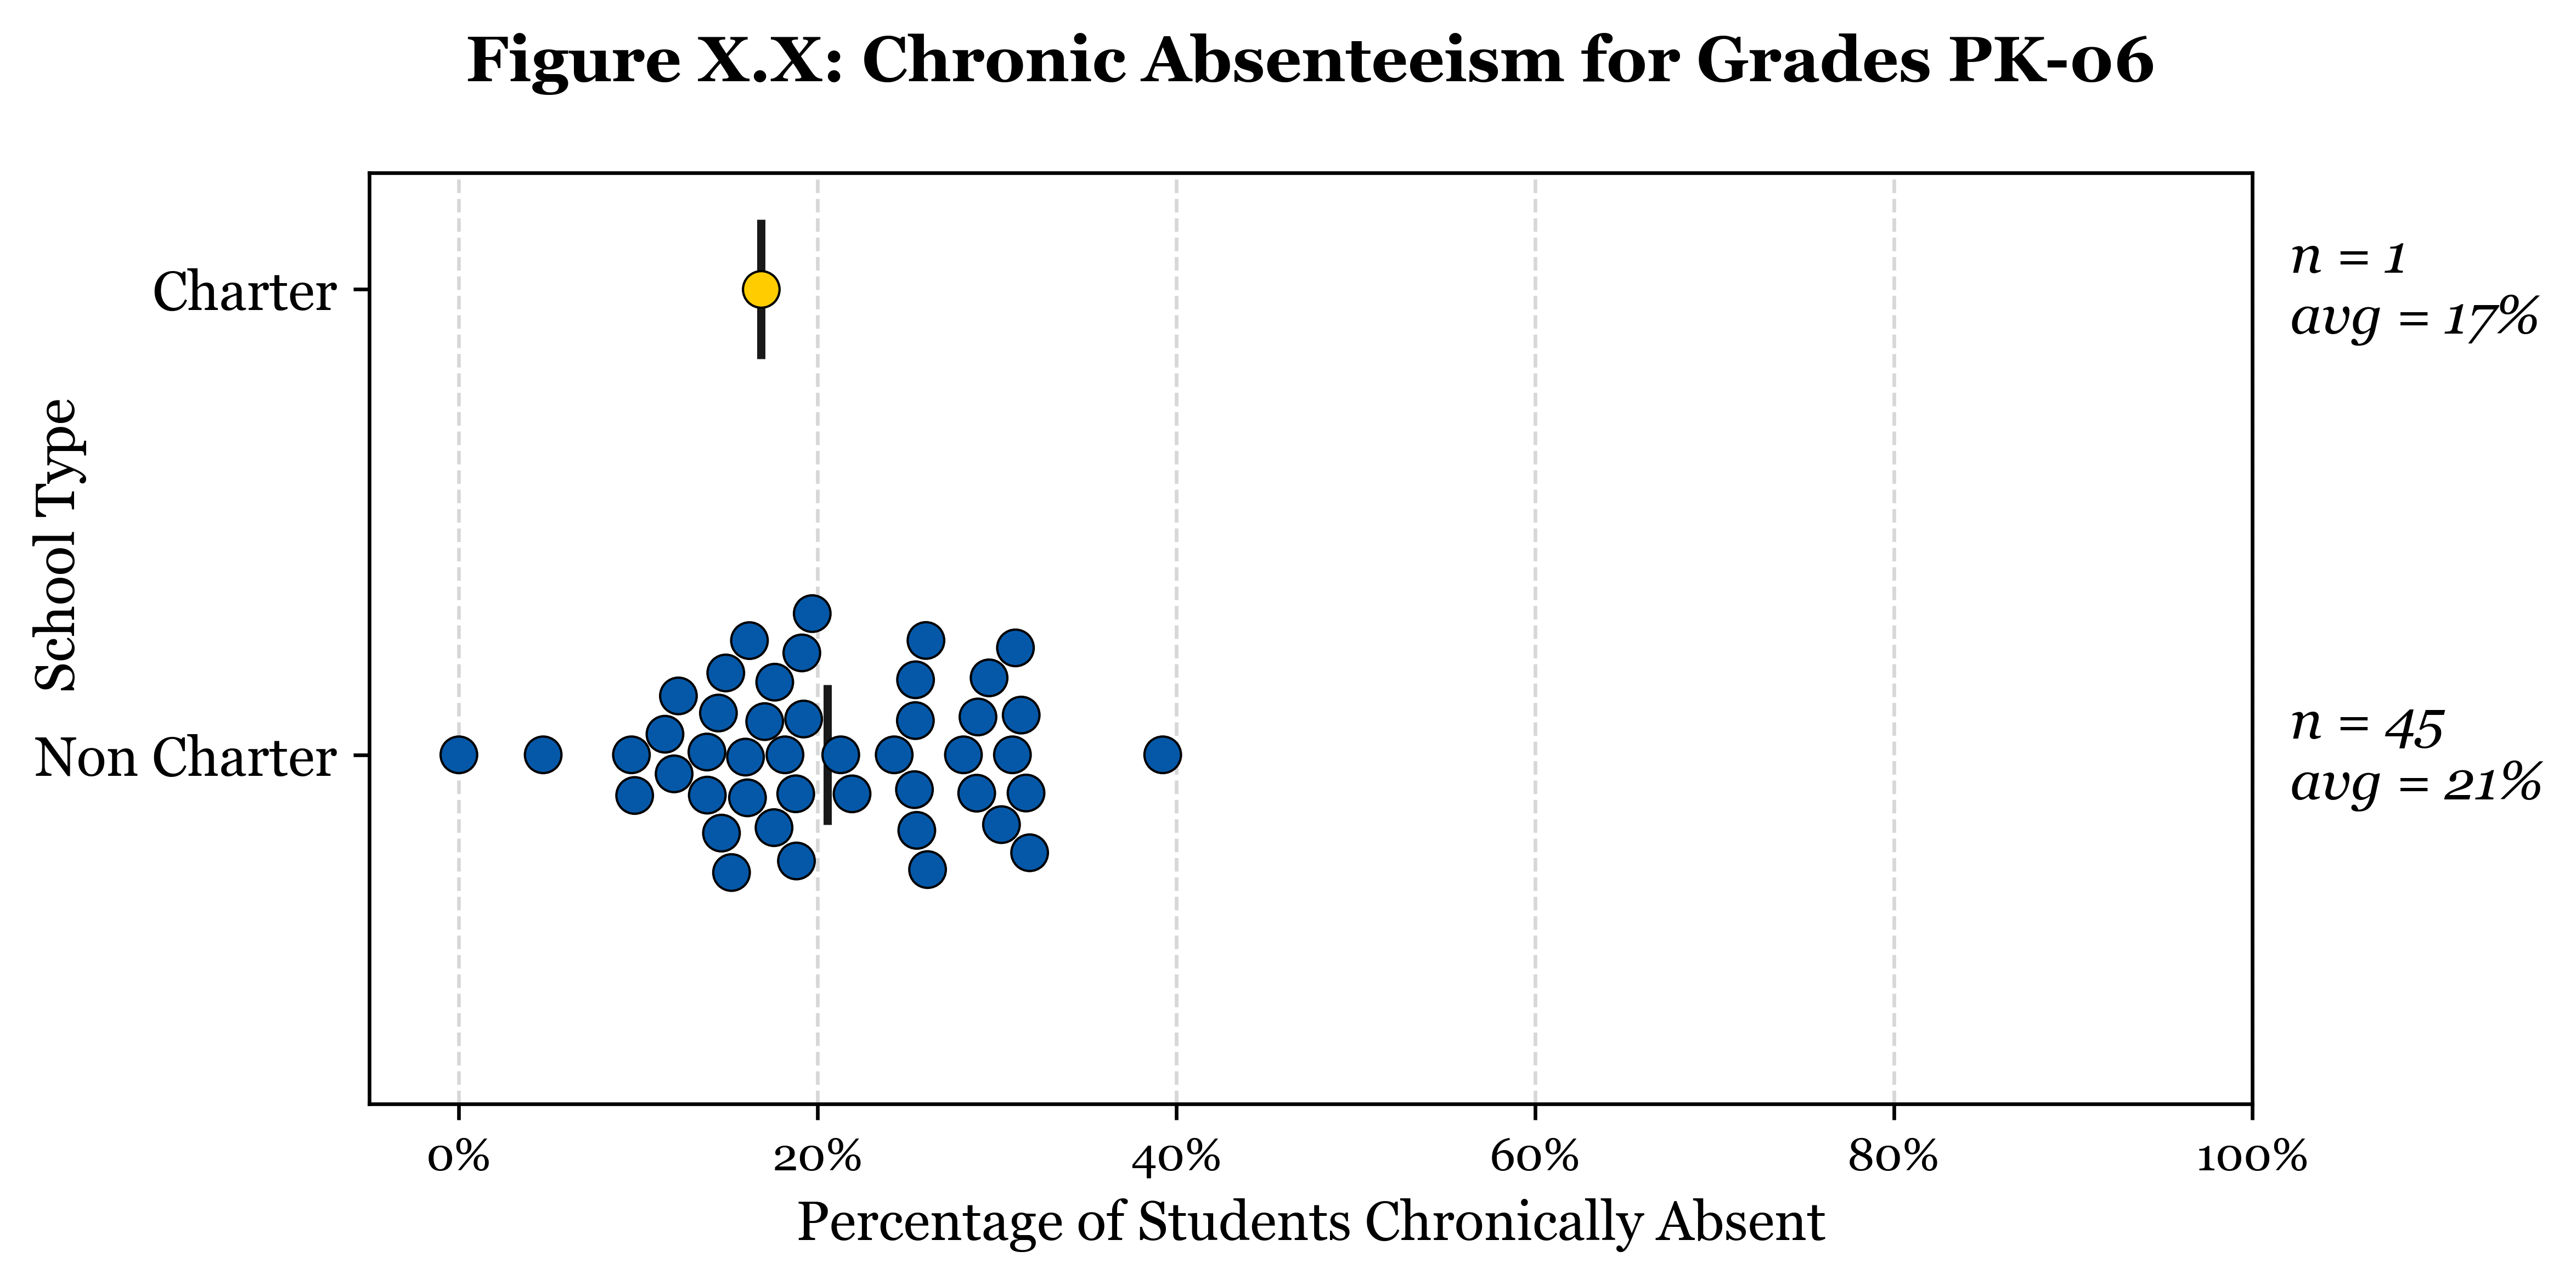 Figure X.X: Chronic Absenteeism for Grades PK-06
Charter
n = 1
avg = 17%
School Type
Non Charter
n = 45
avg = 21%
0% 20% 40% 60% 80% 100%
Percentage of Students Chronically Absent